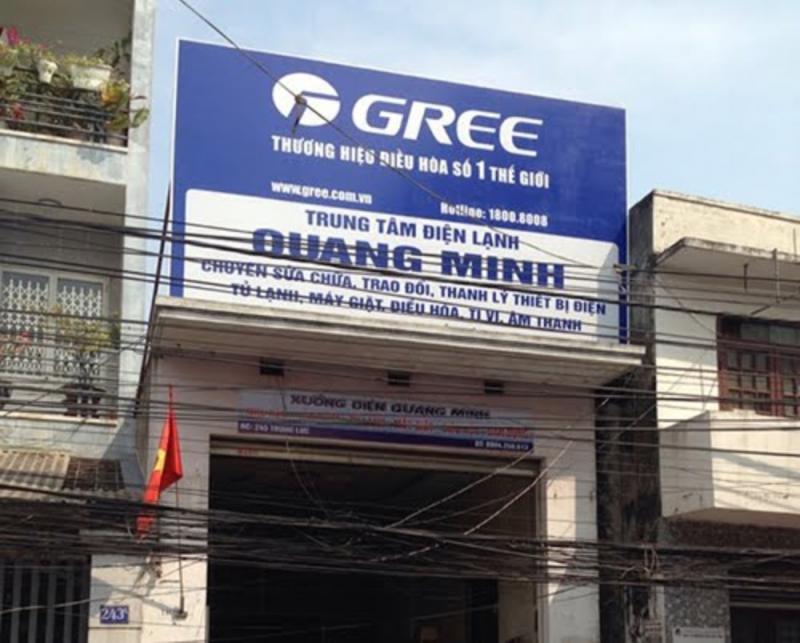 GREE
THƯƠNG HIỆU ĐIỀU HÒA SỐ 1 THẾ GIỚI
www.gree.com.vn Hotline: 1800.8008
TRUNG TÂM ĐIỆN LẠNH
QUANG MINH
CHUYÊN SỬA CHỮA, TRAO ĐỔI, THANH LÝ THIẾT BỊ ĐIỆN
TỦ LẠNH, MÁY GIẶT, ĐIỀU HÒA, TI VI, ÂM THANH
XƯỞNG ĐIỆN QUANG MINH
243